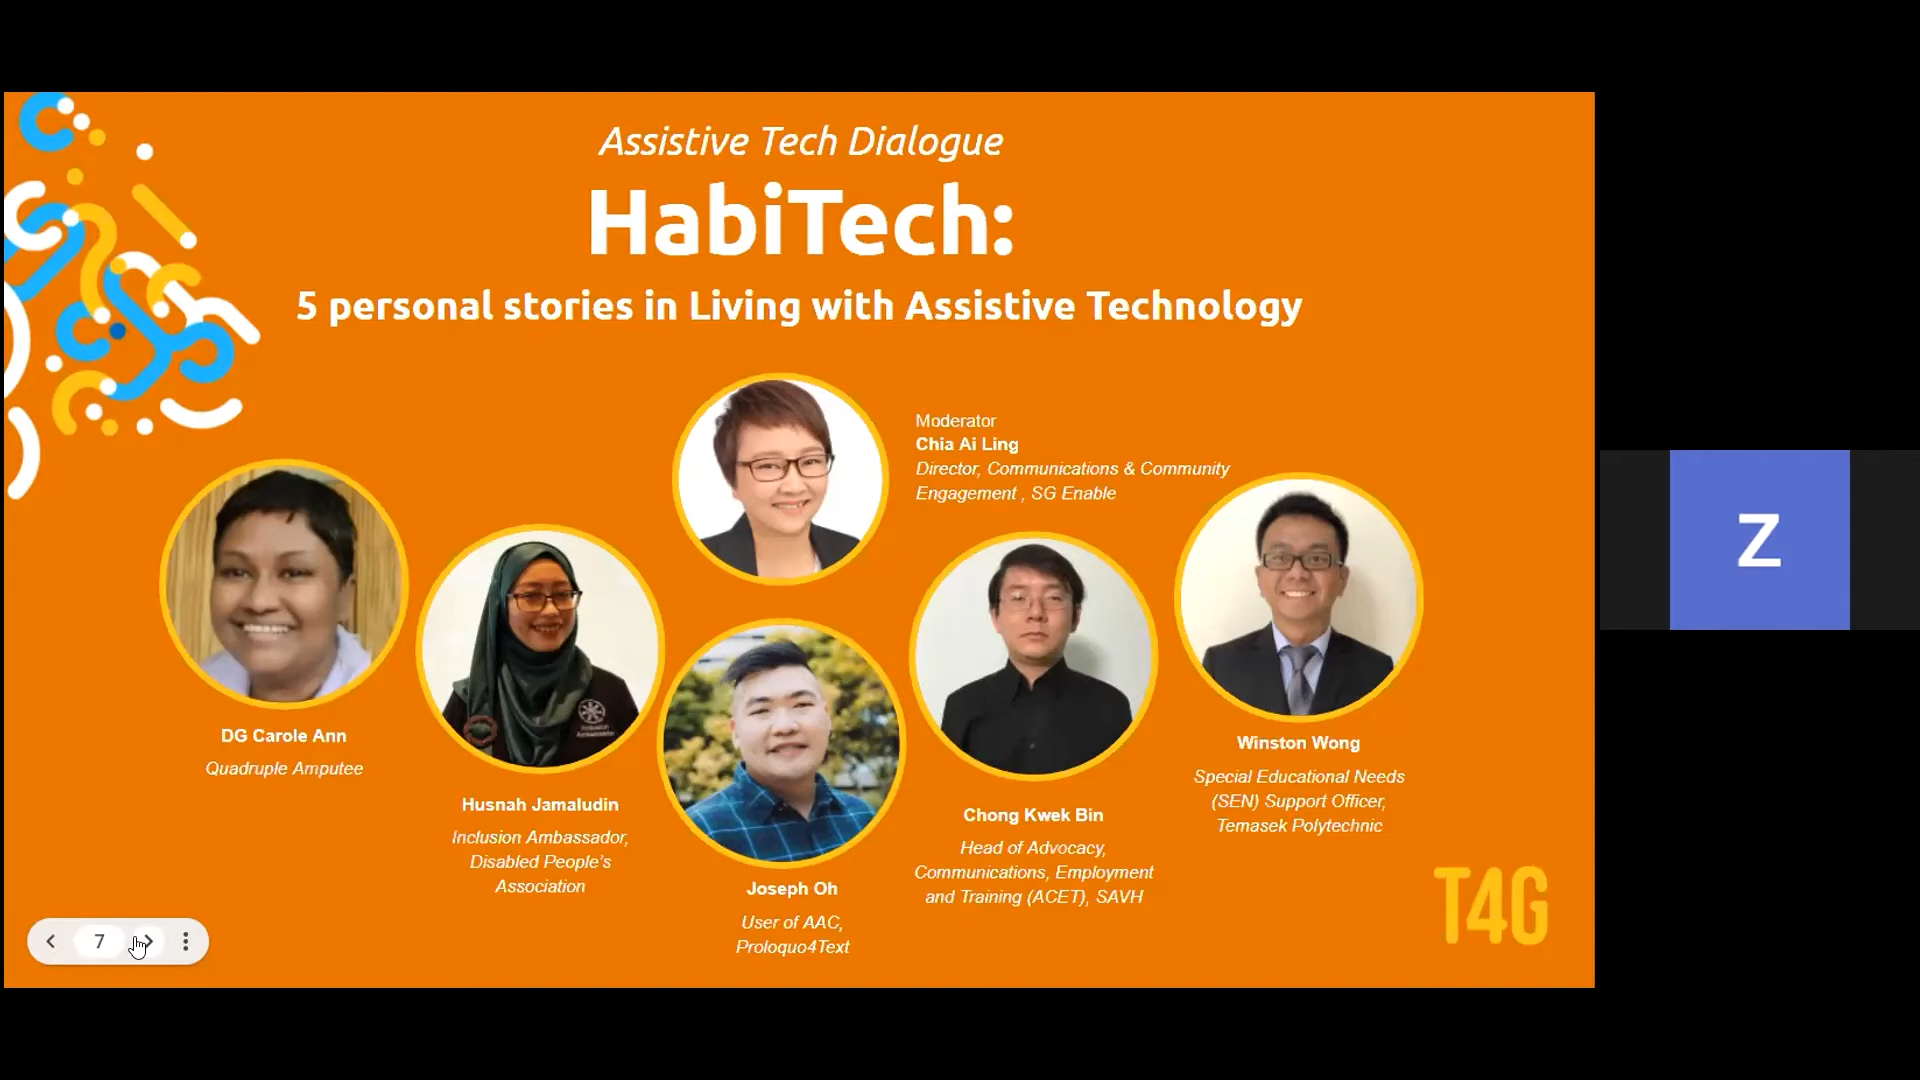 Assistive Tech Dialogue
HabiTech:
5 personal stories in Living with Assistive Technology
Moderator
Chia Ai Ling
Director, Communications & Community
Engagement , SG Enable
DG Carole Ann
Quadruple Amputee
Husnah Jamaludin
Inclusion Ambassador,
Disabled People's
Association
Joseph Oh
User of AAC,
Proloquo4Text
Chong Kwek Bin
Head of Advocacy,
Communications, Employment
and Training (ACET), SAVH
Winston Wong
Special Educational Needs
(SEN) Support Officer,
Temasek Polytechnic
T4G
7
Z